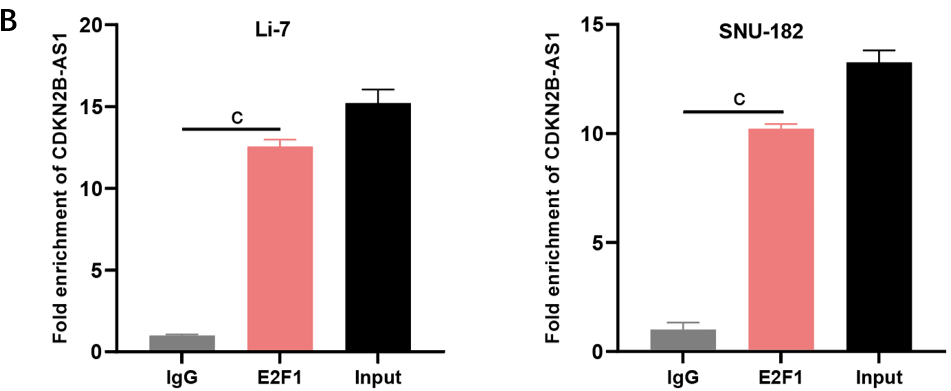 B
Li-7
Fold enrichment of CDKN2B-AS1
20
15
10
5
0
C
IgG E2F1 Input
SNU-182
Fold enrichment of CDKN2B-AS1
15
10
5
0
C
IgG E2F1 Input